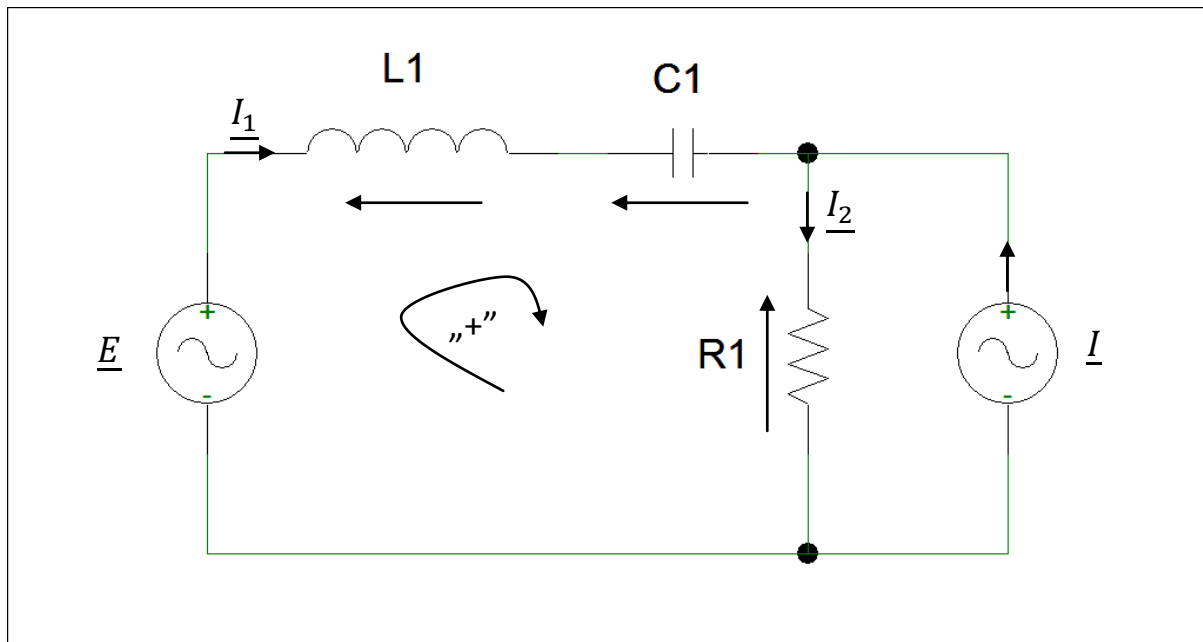 L1
C1
I₁
I₂
+
„+”
R1
+
E
I
-
-